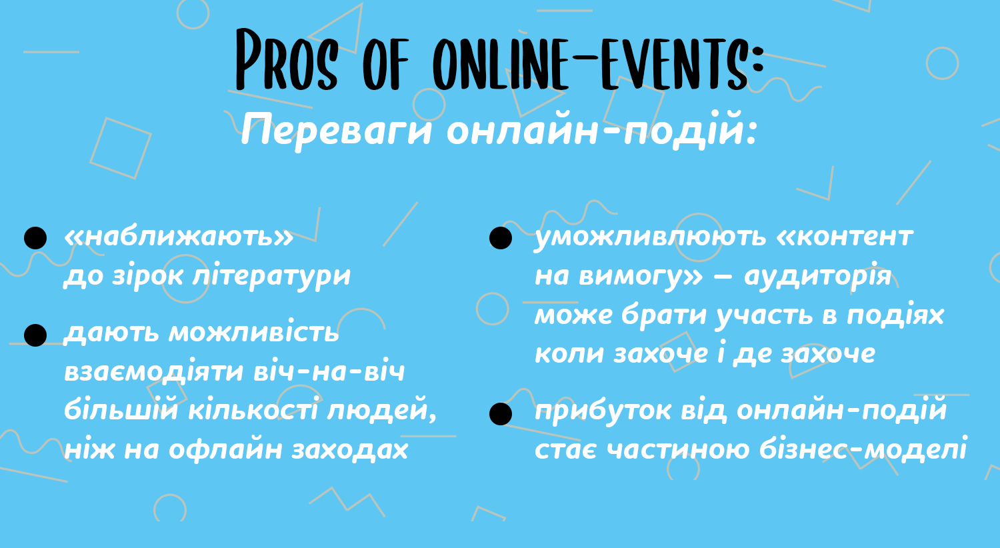 Pros of online-events:
Переваги онлайн-подій:
«наближають»
до зірок літератури
дають можливість
взаємодіяти віч-на-віч
більшій кількості людей,
ніж на офлайн заходах
уможливлюють «контент
на вимогу» – аудиторія
може брати участь в подіях
коли захоче і де захоче
прибуток від онлайн-подій
стає частиною бізнес-моделі